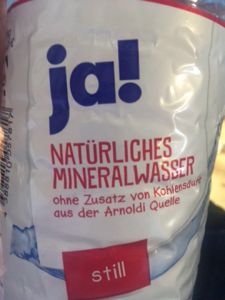 ja!
NATÜRLICHES
MINERALWASSER
ohne Zusatz von Kohlensäure
aus der Arnoldi Quelle
still